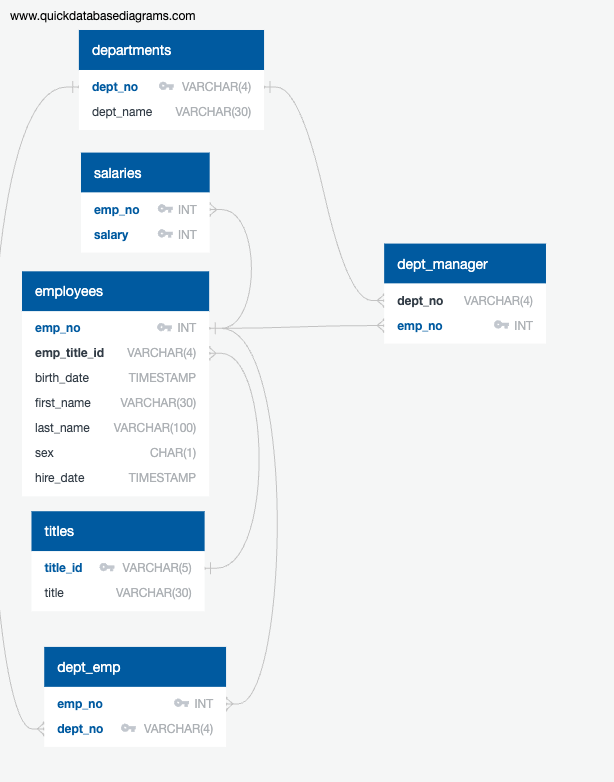 www.quickdatabasediagrams.com
departments
dept_no VARCHAR(4)
dept_name VARCHAR(30)
salaries
emp_no INT
salary INT
employees
emp_no INT
emp_title_id VARCHAR(4)
birth_date TIMESTAMP
first_name VARCHAR(30)
last_name VARCHAR(100)
sex CHAR(1)
hire_date TIMESTAMP
titles
title_id VARCHAR(5)
title VARCHAR(30)
dept_emp
emp_no INT
dept_no VARCHAR(4)
dept_manager
dept_no VARCHAR(4)
emp_no INT